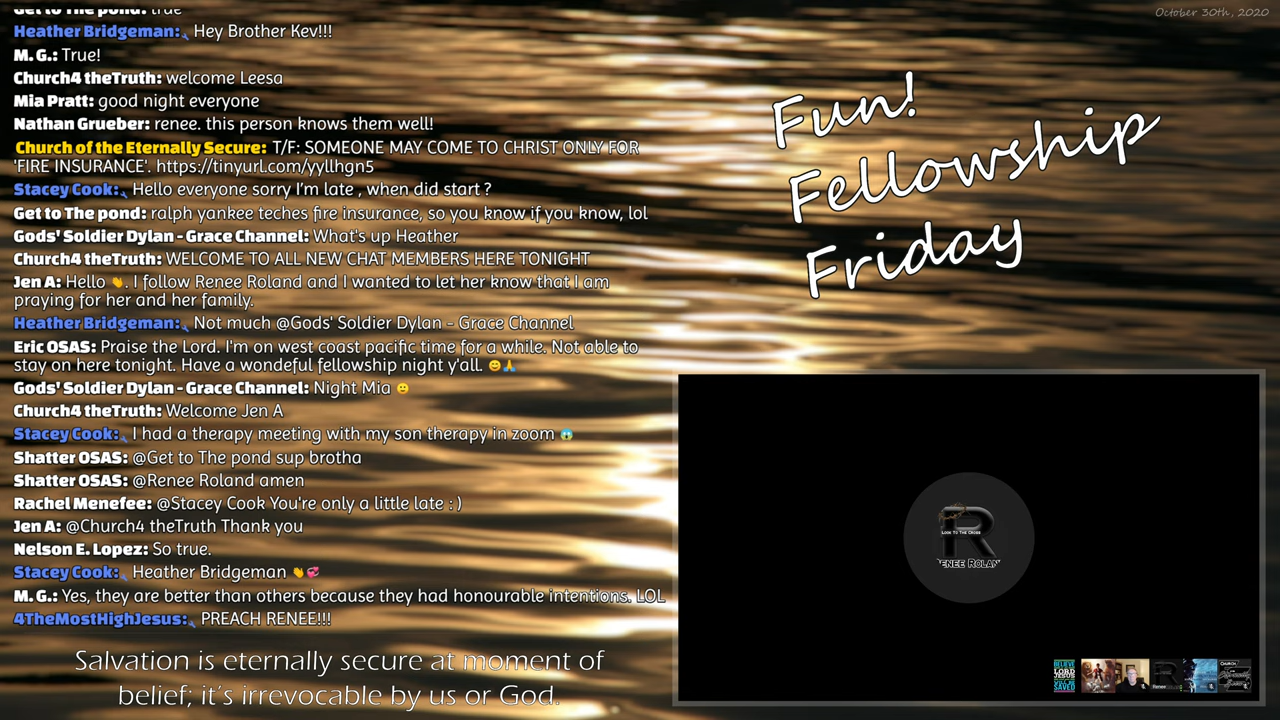 Get to The pond: true
Heather Bridgeman: Hey Brother Kev!!!
M. G.: True!
Church4 theTruth: welcome Leesa
Mia Pratt: good night everyone
Nathan Grueber: renee. this person knows them well!
Church of the Eternally Secure: T/F: SOMEONE MAY COME TO CHRIST ONLY FOR
'FIRE INSURANCE'. https://tinyurl.com/yyllhgn5
Stacey Cook: Hello everyone sorry I'm late , when did start ?
Get to The pond: ralph yankee teches fire insurance, so you know if you know, lol
Gods' Soldier Dylan - Grace Channel: What's up Heather
Church4 theTruth: WELCOME TO ALL NEW CHAT MEMBERS HERE TONIGHT
Jen A: Hello 👋. I follow Renee Roland and I wanted to let her know that I am
praying for her and her family.
Heather Bridgeman: Not much @Gods' Soldier Dylan - Grace Channel
Eric OSAS: Praise the Lord. I'm on west coast pacific time for a while. Not able to
stay on here tonight. Have a wondeful fellowship night y'all. 😊🙏
Gods' Soldier Dylan - Grace Channel: Night Mia 🙂
Church4 theTruth: Welcome Jen A
Stacey Cook: I had a therapy meeting with my son therapy in zoom 😱
Shatter OSAS: @Get to The pond sup brotha
Shatter OSAS: @Renee Roland amen
Rachel Menefee: @Stacey Cook You're only a little late : )
Jen A: @Church4 theTruth Thank you
Nelson E. Lopez: So true.
Stacey Cook: Heather Bridgeman 👋💞
M. G.: Yes, they are better than others because they had honourable intentions. LOL
4TheMostHighJesus: PREACH RENEE!!!
Salvation is eternally secure at moment of
belief; it's irrevocable by us or God.
October 30th, 2020
Fun!
Fellowship
Friday
R
LOOK TO THE CROSS
RENEE ROLAN
BELIEVE
LORD
JESUS
SAVED
Renee
CHURCH